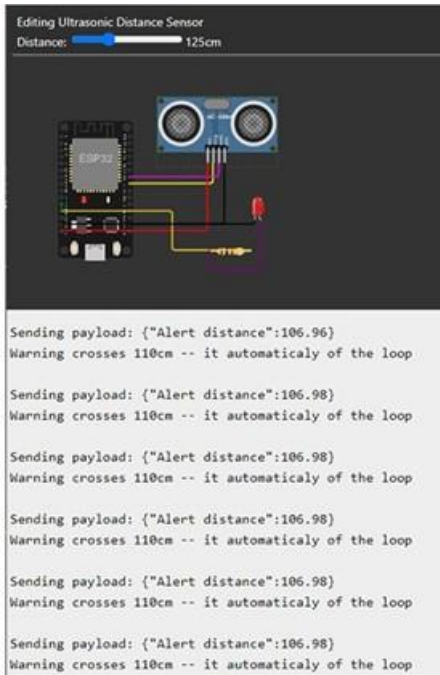 Editing Ultrasonic Distance Sensor
Distance: 125cm
ESP32
Sending payload: {"Alert distance":106.96}
Warning crosses 110cm -- it automaticaly of the loop
Sending payload: {"Alert distance":106.98}
Warning crosses 110cm -- it automaticaly of the loop
Sending payload: {"Alert distance":106.98}
Warning crosses 110cm -- it automaticaly of the loop
Sending payload: {"Alert distance":106.98}
Warning crosses 110cm -- it automaticaly of the loop
Sending payload: {"Alert distance":106.98}
Warning crosses 110cm -- it automaticaly of the loop
Sending payload: {"Alert distance":106.98}
Warning crosses 110cm -- it automaticaly of the loop